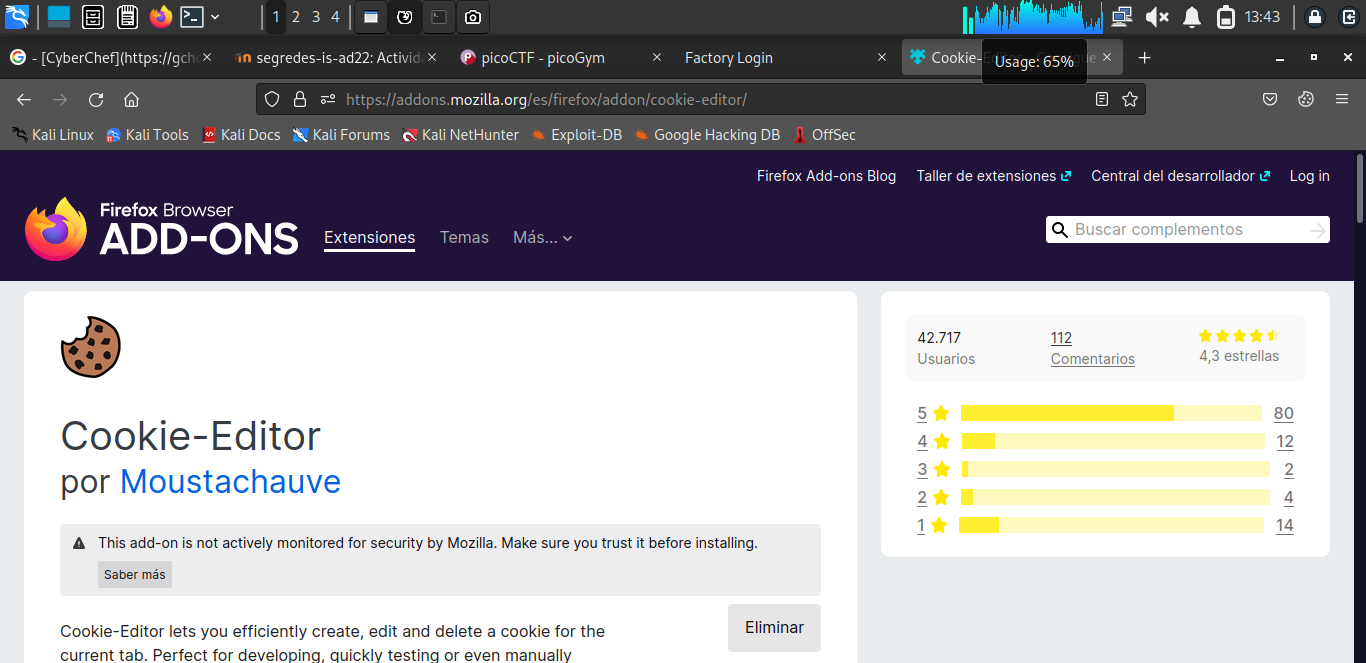 1 2 3 4 13:43
- [CyberChef](https://gch segredes-is-ad22: Activid picoCTF - picoGym Factory Login Cookie-E
Usage: 65%
https://addons.mozilla.org/es/firefox/addon/cookie-editor/
Kali Linux Kali Tools Kali Docs Kali Forums Kali NetHunter Exploit-DB Google Hacking DB OffSec
Firefox Add-ons Blog Taller de extensiones Central del desarrollador Log in
Firefox Browser
ADD-ONS
Extensiones Temas Más... Buscar complementos
Cookie-Editor
por Moustachauve
This add-on is not actively monitored for security by Mozilla. Make sure you trust it before installing.
Saber más
Cookie-Editor lets you efficiently create, edit and delete a cookie for the
current tab. Perfect for developing, quickly testing or even manually
Eliminar
42.717 112
Usuarios Comentarios 4,3 estrellas
5 80
4 12
3 2
2 4
1 14